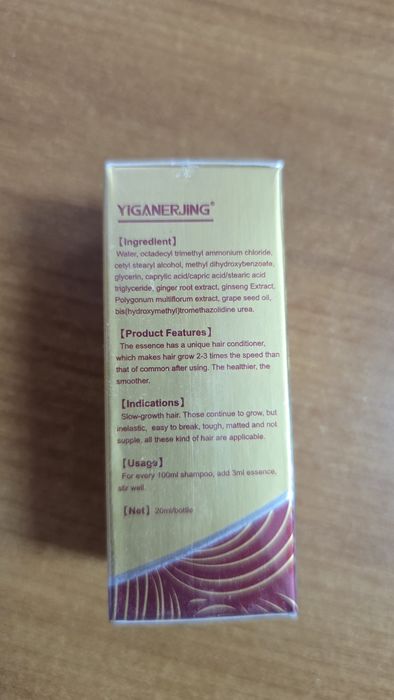 YIGANERJING®
【Ingredient】
Water, octadecyl trimethyl ammonium chloride,
cetyl stearyl alcohol, methyl dihydroxybenzoate,
glycerin, caprylic acid/capric acid/stearic acid
triglyceride, ginger root extract, ginseng Extract,
Polygonum multiflorum extract, grape seed oil,
bis(hydroxymethyl)tromethazolidine urea.
【Product Features】
The essence has a unique hair conditioner,
which makes hair grow 2-3 times the speed than
that of common after using. The healthier, the
smoother.
【Indications】
Slow-growth hair. Those continue to grow, but
inelastic, easy to break, tough, matted and not
supple, all these kind of hair are applicable.
【Usage】
For every 100ml shampoo, add 3ml essence,
stir well.
【Net】20ml/bottle